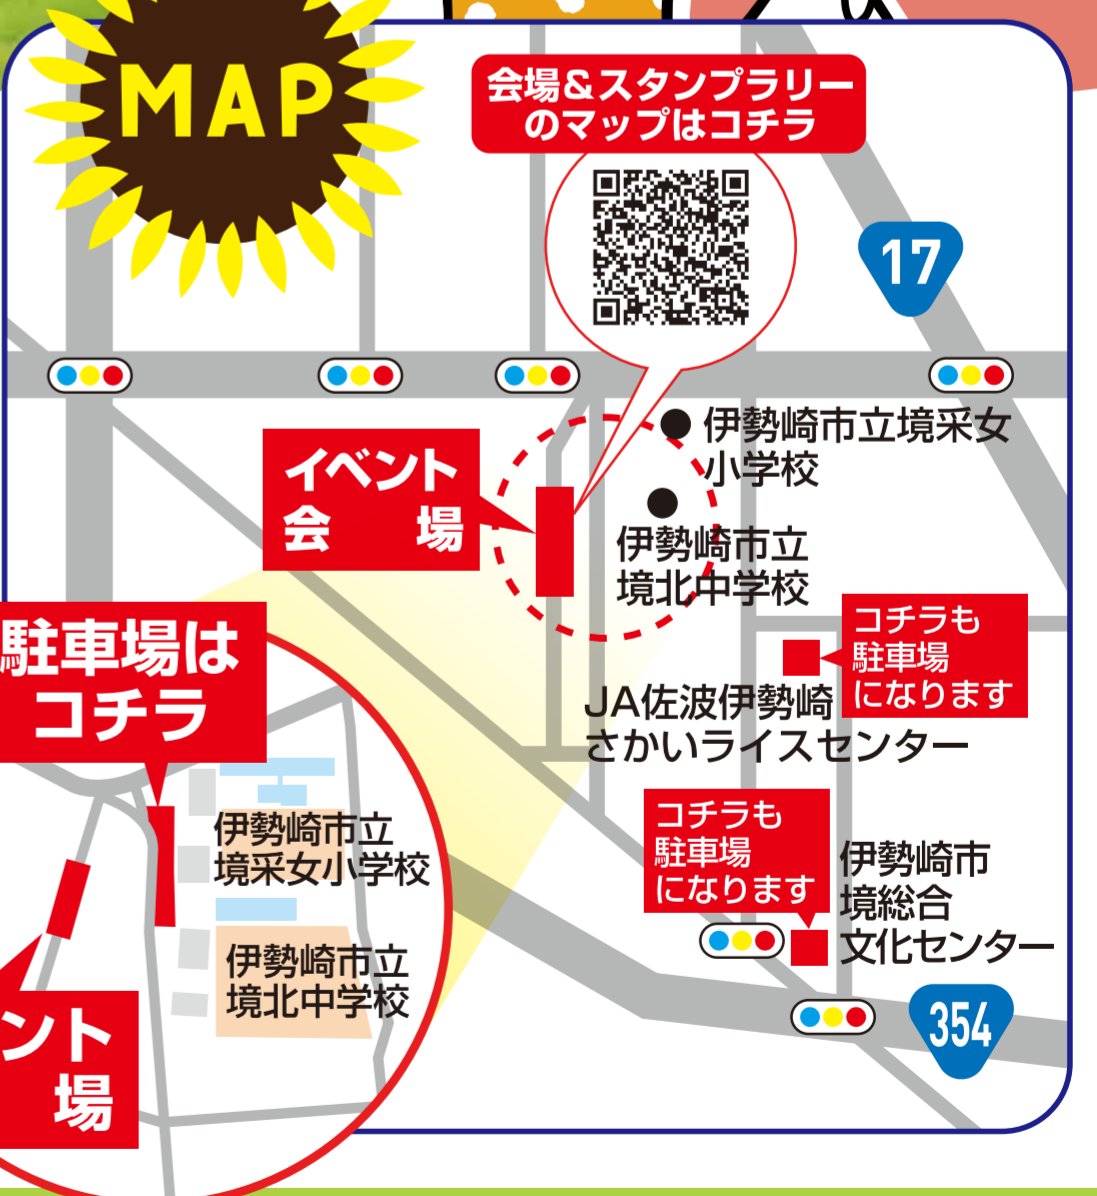 MAP
会場&スタンプラリー
のマップはコチラ
17
伊勢崎市立境采女
小学校
イベント
会　場
伊勢崎市立
境北中学校
コチラも
駐車場
になります
駐車場は
コチラ
JA佐波伊勢崎
さかいライスセンター
コチラも
駐車場
になります
伊勢崎市
境総合
文化センター
伊勢崎市立
境采女小学校
伊勢崎市立
境北中学校
ント
場
354